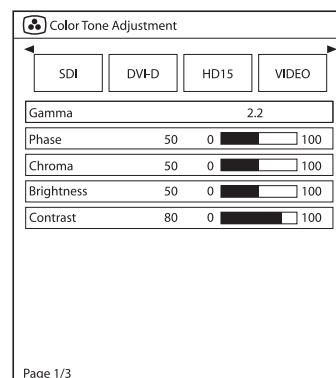 Color Tone Adjustment
SDI DVI-D HD15 VIDEO
Gamma 2.2
Phase 50 0 100
Chroma 50 0 100
Brightness 50 0 100
Contrast 80 0 100
Page 1/3